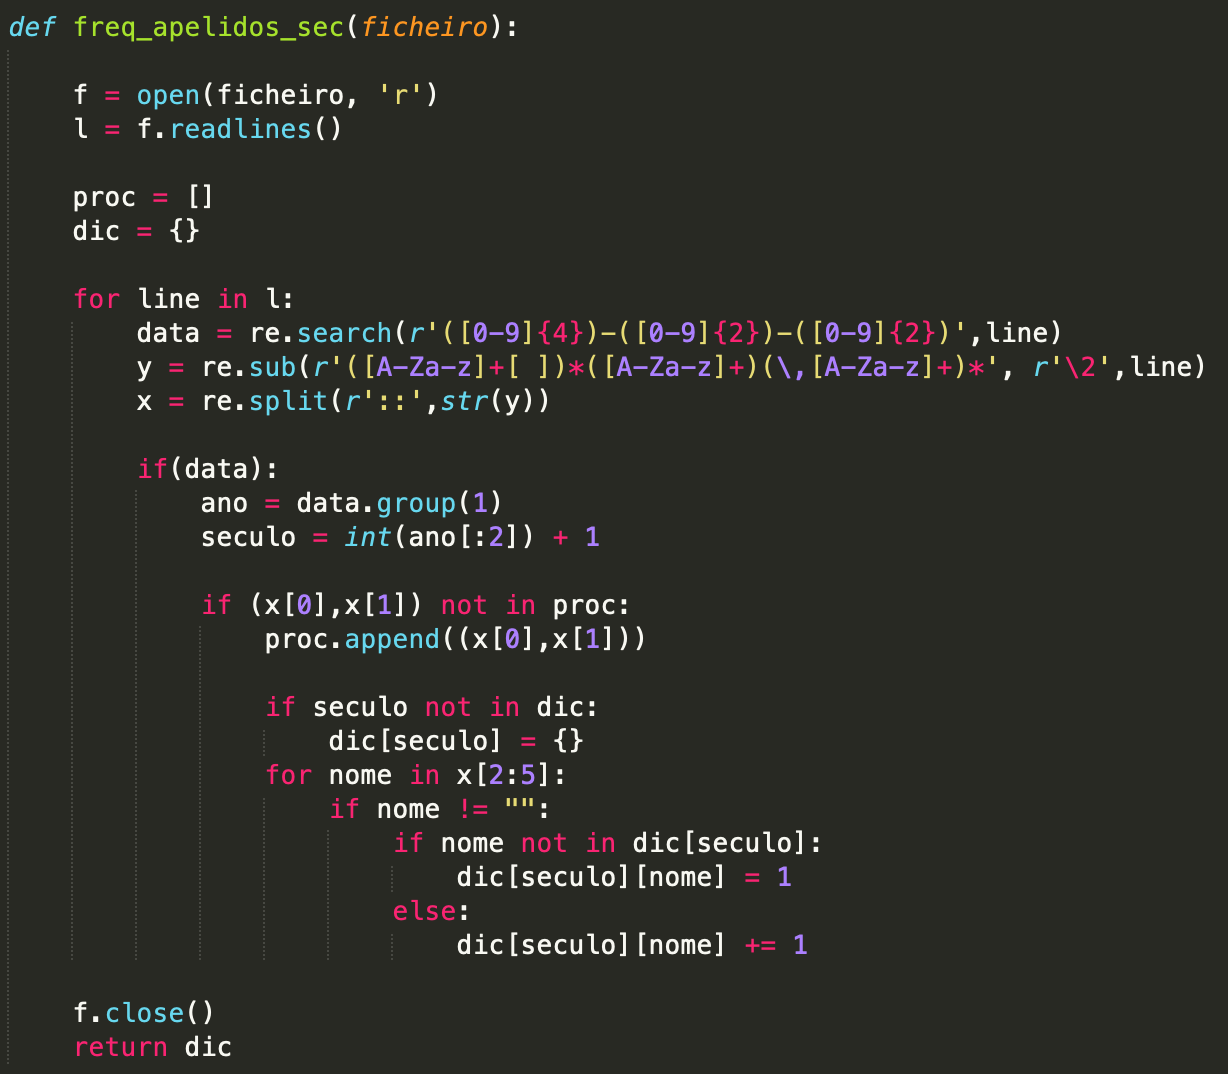 def freq_apelidos_sec(ficheiro):
f = open(ficheiro, 'r')
l = f.readlines()
proc = []
dic = {}
for line in l:
data = re.search(r'([0-9]{4})-([0-9]{2})-([0-9]{2})',line)
y = re.sub(r'([A-Za-z]+[ ])*([A-Za-z]+)(\,[A-Za-z]+)*', r'\2',line)
x = re.split(r'::',str(y))
if(data):
ano = data.group(1)
seculo = int(ano[:2]) + 1
if (x[0],x[1]) not in proc:
proc.append((x[0],x[1]))
if seculo not in dic:
dic[seculo] = {}
for nome in x[2:5]:
if nome != "":
if nome not in dic[seculo]:
dic[seculo][nome] = 1
else:
dic[seculo][nome] += 1
f.close()
return dic